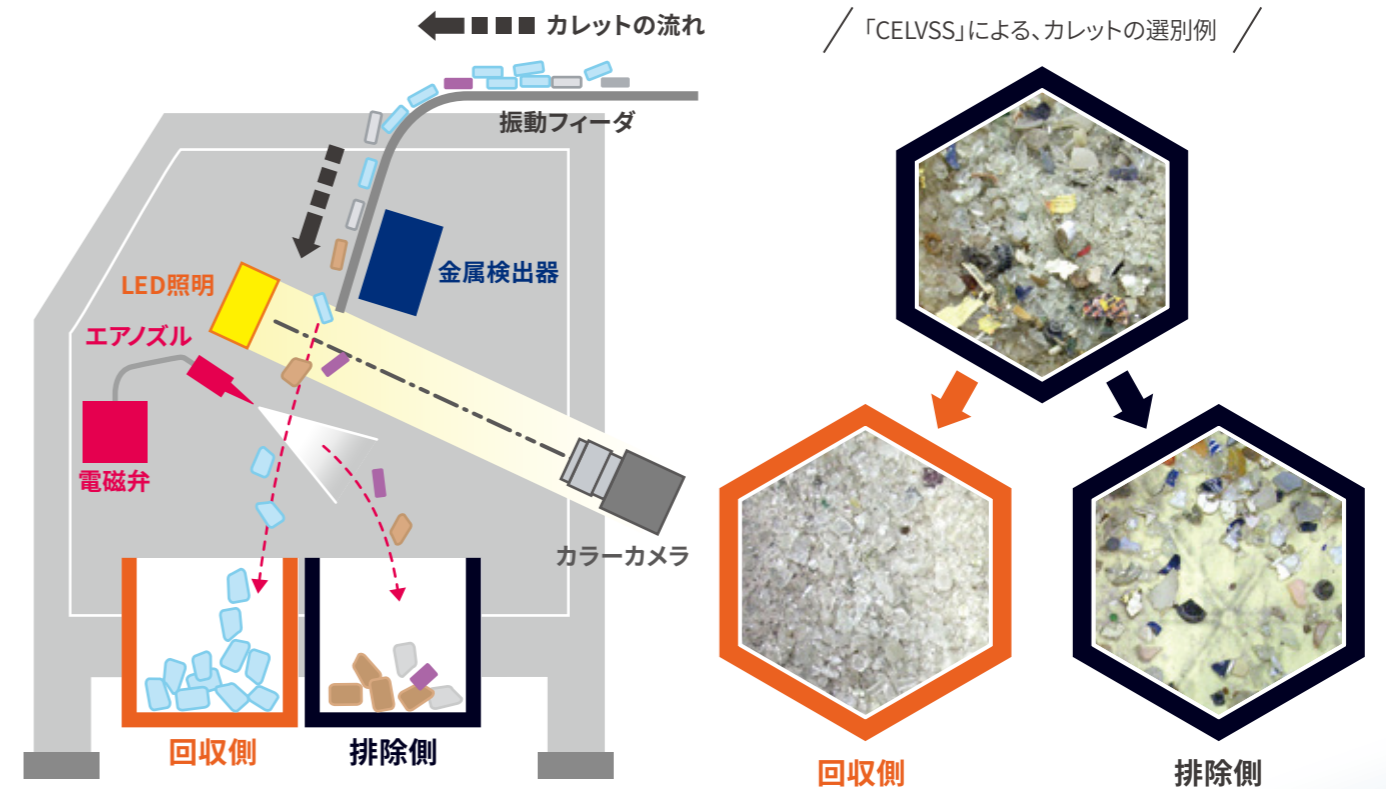 カレットの流れ
振動フィーダ
LED照明
金属検出器
エアノズル
電磁弁
カラーカメラ
回収側
排除側
「CELVSS」による、カレットの選別例
回収側
排除側